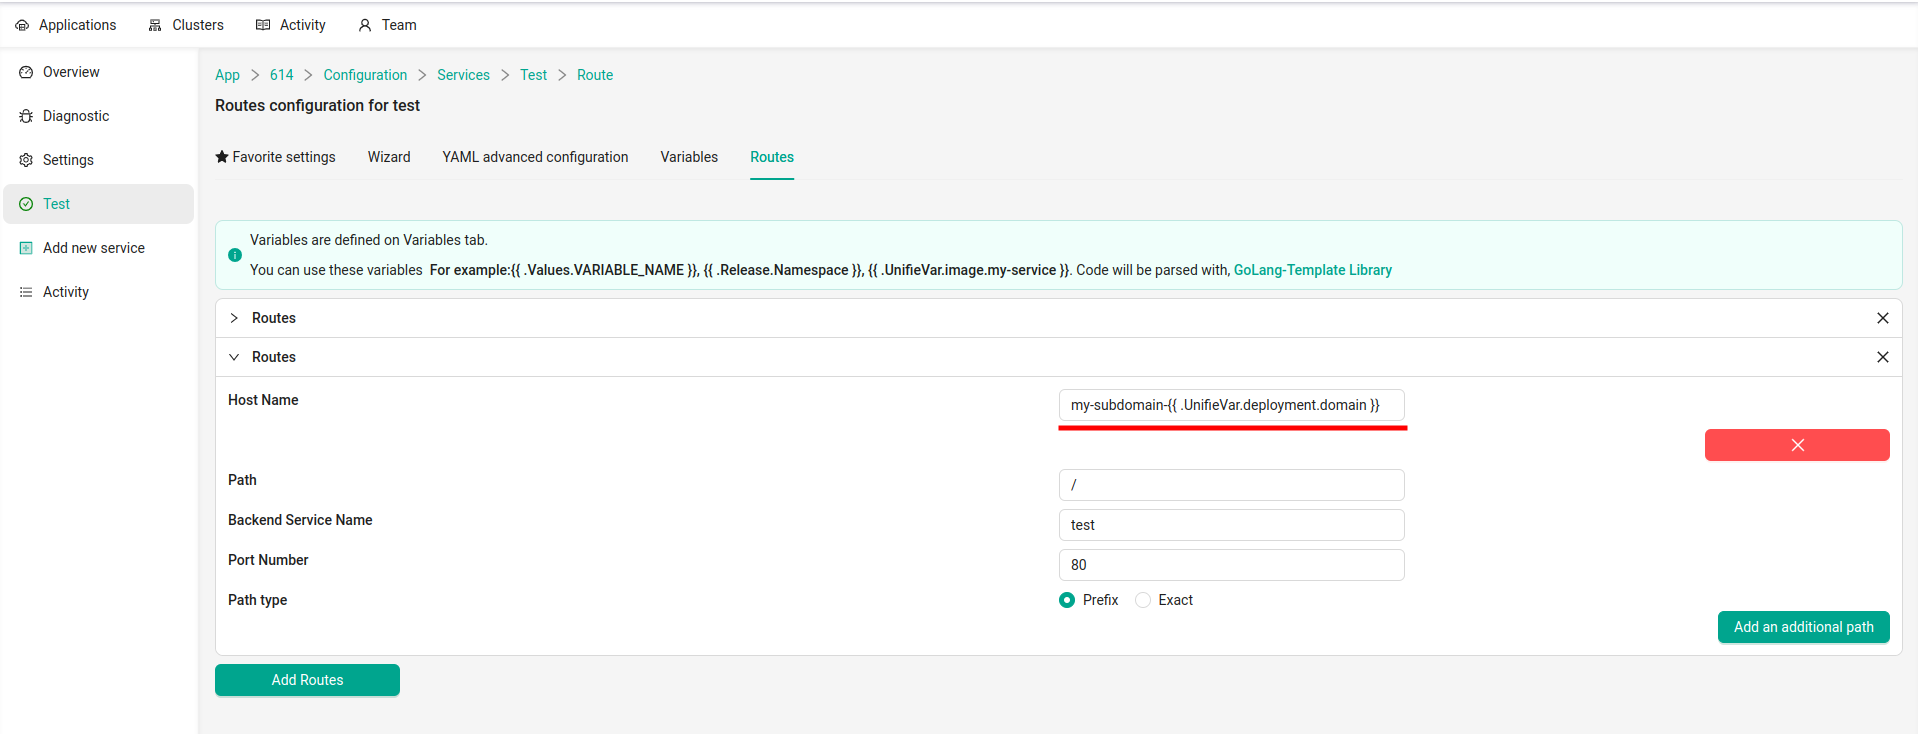 Applications Clusters Activity Team
Overview
Diagnostic
Settings
Test
Add new service
Activity
App > 614 > Configuration > Services > Test > Route
Routes configuration for test
Favorite settings Wizard YAML advanced configuration Variables Routes
Variables are defined on Variables tab.
You can use these variables For example:{{ .Values.VARIABLE_NAME }}, {{ .Release.Namespace }}, {{ .UnifieVar.image.my-service }}. Code will be parsed with, GoLang-Template Library
Routes
Routes
Host Name my-subdomain-{{ .UnifieVar.deployment.domain }}
Path /
Backend Service Name test
Port Number 80
Path type Prefix Exact
Add an additional path
Add Routes